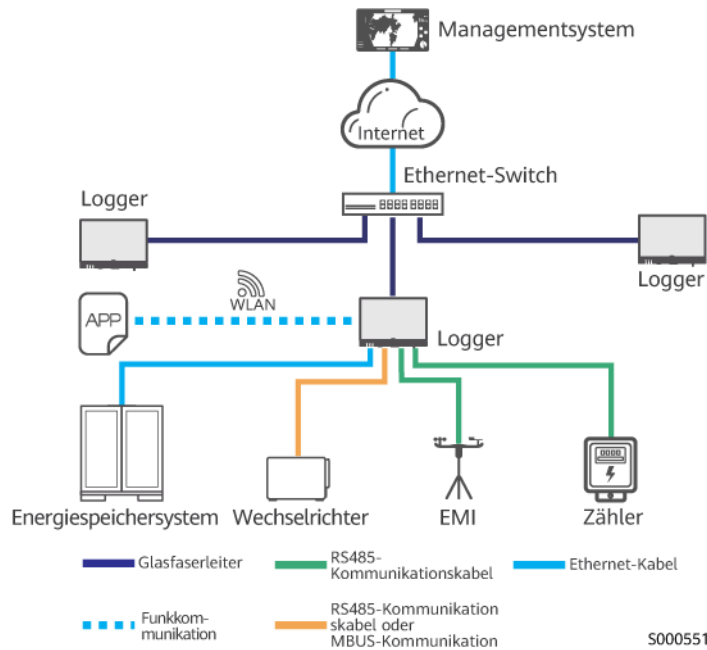 Managementsystem
Internet
Ethernet-Switch
Logger
Logger
WLAN
APP
Logger
Energiespeichersystem
Wechselrichter
EMI
Zähler
Glasfaserleiter
RS485-
Kommunikationskabel
Ethernet-Kabel
Funkkom-
munikation
RS485-Kommunikation
skabel oder
MBUS-Kommunikation
S000551